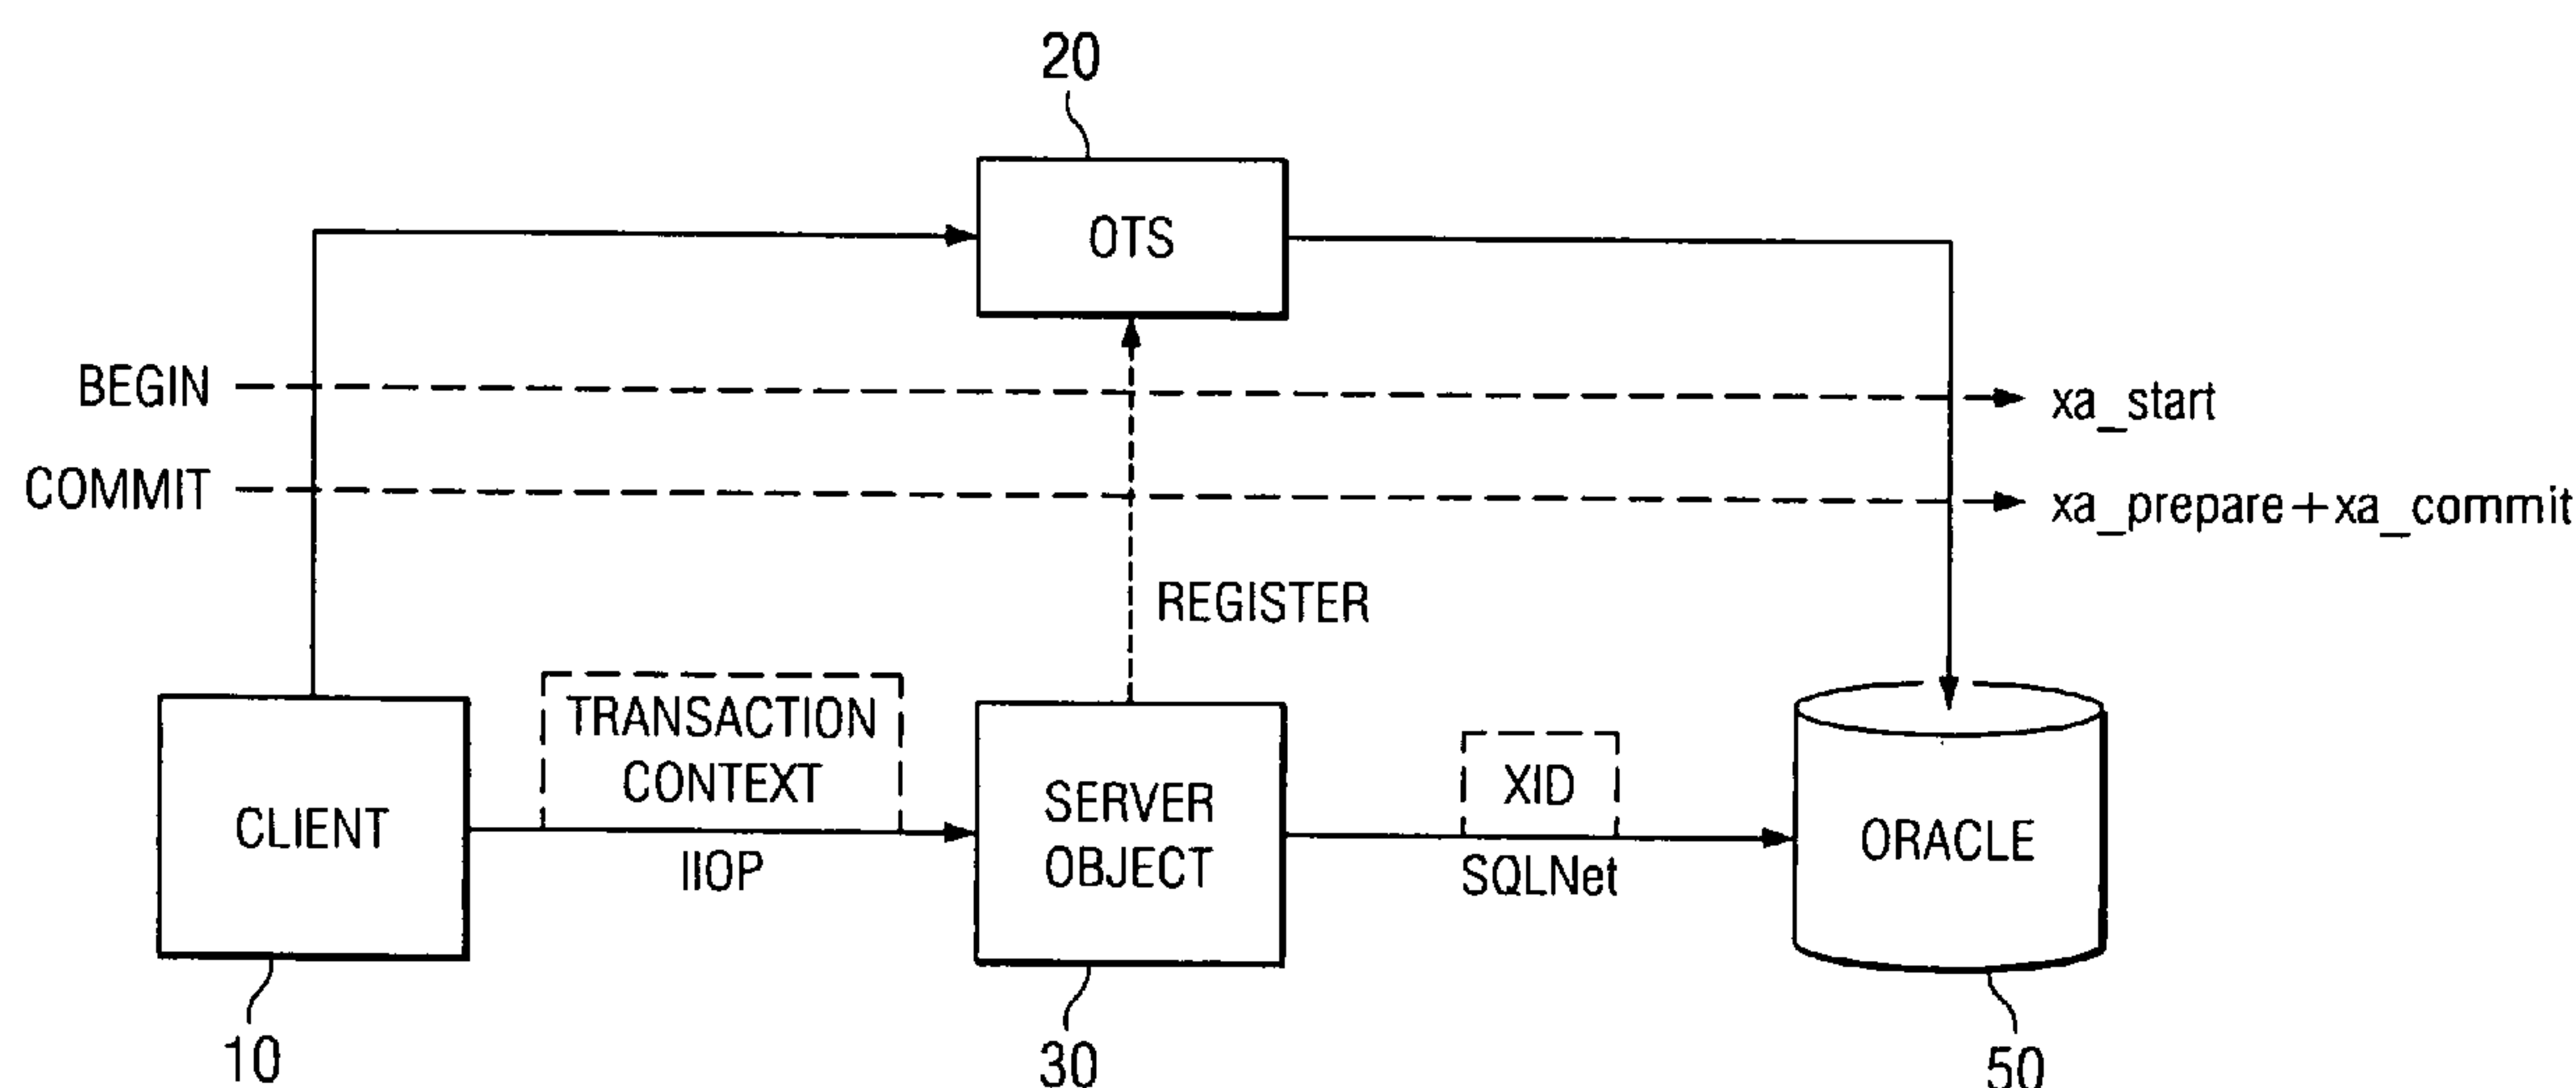 20
OTS
BEGIN
xa_start
COMMIT
xa_prepare+xa_commit
REGISTER
TRANSACTION
CONTEXT
CLIENT
IIOP
SERVER
OBJECT
XID
SQLNet
ORACLE
10
30
50